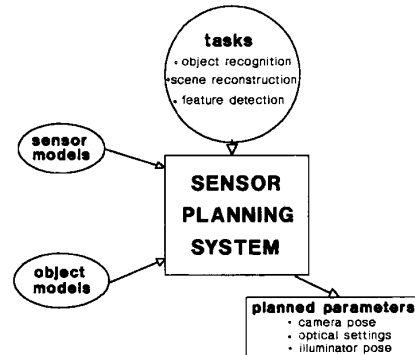 tasks
• object recognition
•scene reconstruction•
• feature detection
sensor
models
SENSOR
PLANNING
SYSTEM
object
models
planned parameters
• camera pose
• optical settings
• illuminator pose